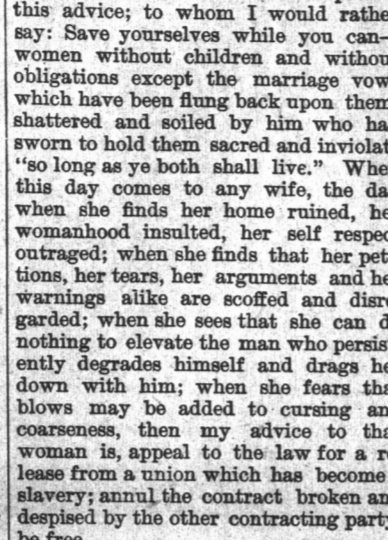 this advice; to whom I would rathe
say: Save yourselves while you can—
women without children and withou
obligations except the marriage vow
which have been flung back upon them
shattered and soiled by him who ha
sworn to hold them sacred and inviolat
"so long as ye both shall live." Whe
this day comes to any wife, the da
when she finds her home ruined, he
womanhood insulted, her self respec
outraged; when she finds that her pet
tions, her tears, her arguments and he
warnings alike are scoffed and disre
garded; when she sees that she can d
nothing to elevate the man who persis
ently degrades himself and drags he
down with him; when she fears tha
blows may be added to cursing an
coarseness, then my advice to tha
woman is, appeal to the law for a re
lease from a union which has become
slavery; annul the contract broken an
despised by the other contracting party
be free